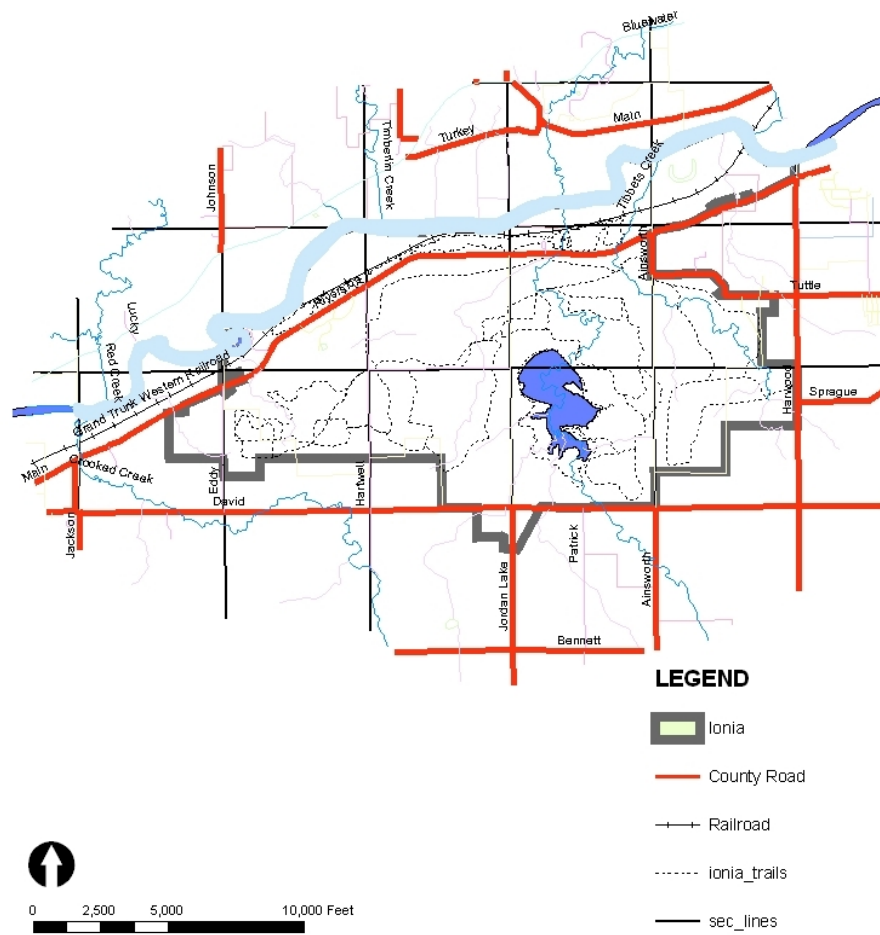 Bluewater
Main
Turkey
Timberlin Creek
Johnson
Tibbets Creek
Ainsworth
Tuttle
Lucky
Red Creek
Grand Trunk Western Railroad
Harwood
Sprague
Main
Crooked Creek
Eddy
Hartwell
David
Jackson
Jordan Lake
Patrick
Ainsworth
Bennett
LEGEND
Ionia
County Road
Railroad
ionia_trails
sec_lines
0 2,500 5,000 10,000 Feet